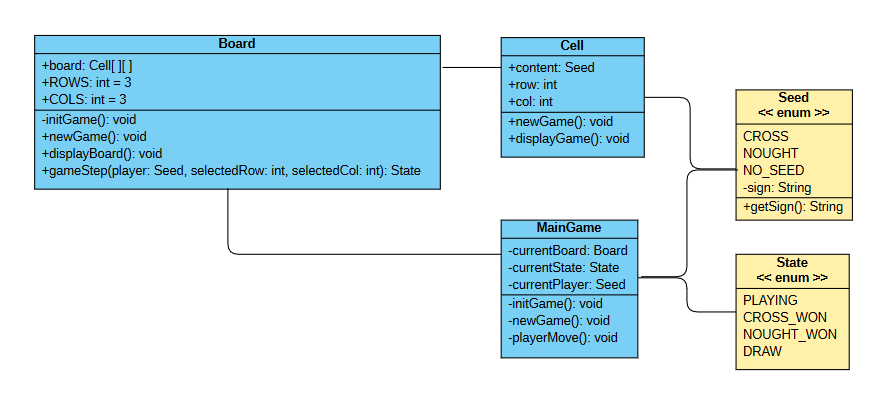 Board
+board: Cell[ ][ ]
+ROWS: int = 3
+COLS: int = 3
-initGame(): void
+newGame(): void
+displayBoard(): void
+gameStep(player: Seed, selectedRow: int, selectedCol: int): State
Cell
+content: Seed
+row: int
+col: int
+newGame(): void
+displayGame(): void
Seed
<< enum >>
CROSS
NOUGHT
NO_SEED
-sign: String
+getSign(): String
MainGame
-currentBoard: Board
-currentState: State
-currentPlayer: Seed
-initGame(): void
-newGame(): void
-playerMove(): void
State
<< enum >>
PLAYING
CROSS_WON
NOUGHT_WON
DRAW